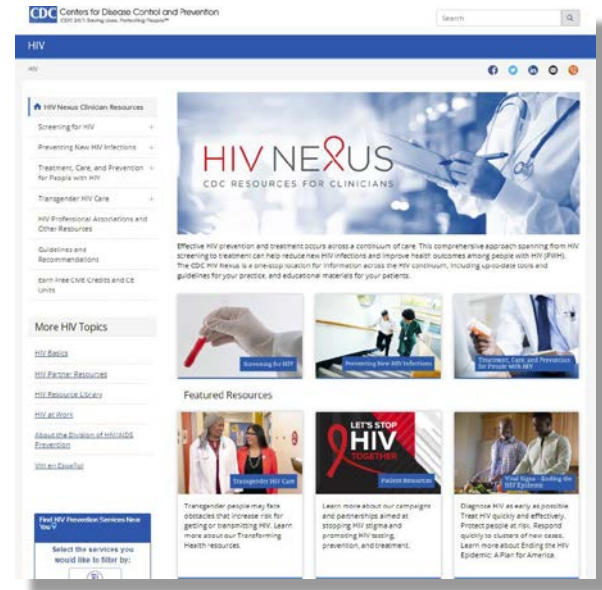 CDC Centers for Disease Control and Prevention
CDC 24/7: Saving Lives, Protecting People™
Search
HIV
HIV
HIV Nexus Clinician Resources
Screening for HIV +
Preventing New HIV Infections +
Treatment, Care, and Prevention +
for People with HIV
Transgender HIV Care +
HIV Professional Associations and
Other Resources
Guidelines and
Recommendations
Earn Free CME Credits and CE
Units
More HIV Topics
HIV Basics
HIV Partner Resources
HIV Resource Library
HIV at Work
About the Division of HIV/AIDS
Prevention
VIH en Español
Find HIV Prevention Services Near
You
Select the services you
would like to filter by:
HIV NEXUS
CDC RESOURCES FOR CLINICIANS
Effective HIV prevention and treatment occurs across a continuum of care. This comprehensive approach spanning from HIV
screening to treatment can help reduce new HIV infections and improve health outcomes among people with HIV (PWH).
The CDC HIV Nexus is a one-stop location for information across the HIV continuum, including up-to-date tools and
guidelines for your practice, and educational materials for your patients.
Screening for HIV
Preventing New HIV Infections
Treatment, Care, and Prevention
for People with HIV
Featured Resources
Transgender HIV Care
LET'S STOP
HIV
TOGETHER
Patient Resources
Vital Signs - Ending the
HIV Epidemic
Transgender people may face
obstacles that increase risk for
getting or transmitting HIV. Learn
more about our Transforming
Health resources.
Learn more about our campaigns
and partnerships aimed at
stopping HIV stigma and
promoting HIV testing,
prevention, and treatment.
Diagnose HIV as early as possible.
Treat HIV quickly and effectively.
Protect people at risk. Respond
quickly to clusters of new cases.
Learn more about Ending the HIV
Epidemic: A Plan for America.